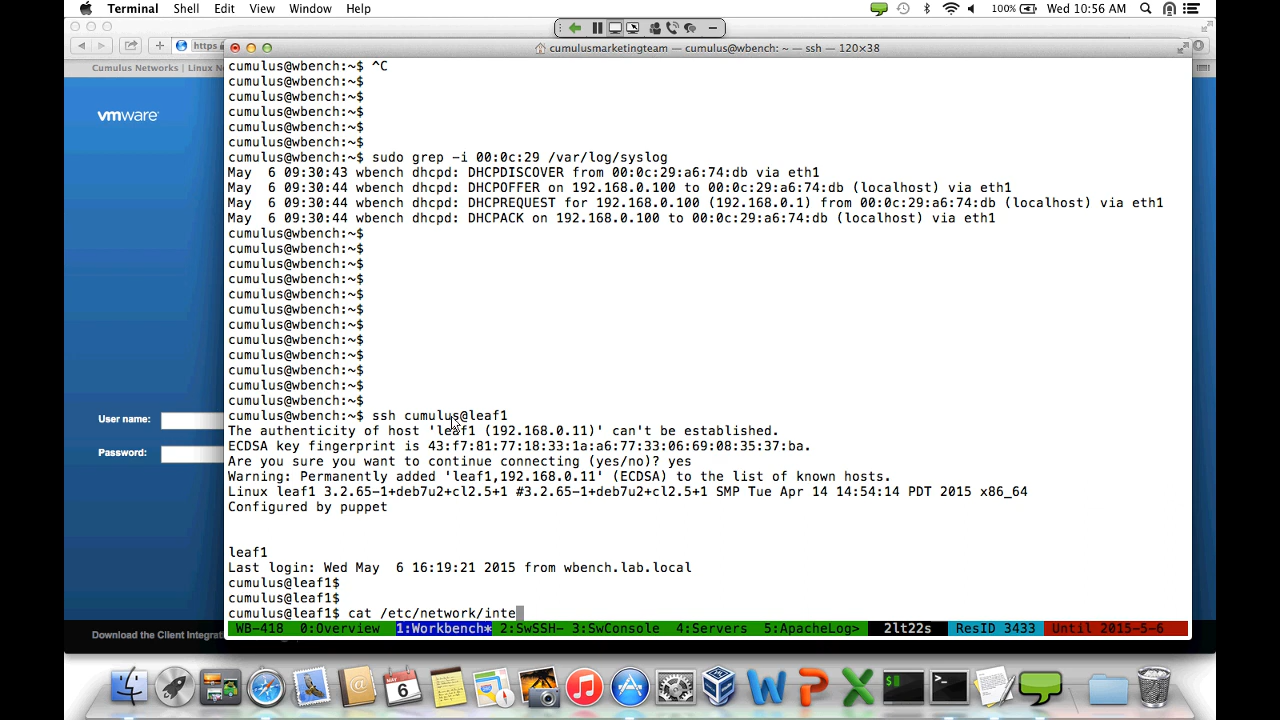 Terminal Shell Edit View Window Help 100% Wed 10:56 AM
cumulusmarketingteam — cumulus@wbench: ~ — ssh — 120×38
https
Cumulus Networks | Linux N
vmware
User name:
Password:
Download the Client Integrat
cumulus@wbench:~$ ^C
cumulus@wbench:~$
cumulus@wbench:~$
cumulus@wbench:~$
cumulus@wbench:~$
cumulus@wbench:~$
cumulus@wbench:~$ sudo grep -i 00:0c:29 /var/log/syslog
May  6 09:30:43 wbench dhcpd: DHCPDISCOVER from 00:0c:29:a6:74:db via eth1
May  6 09:30:44 wbench dhcpd: DHCPOFFER on 192.168.0.100 to 00:0c:29:a6:74:db (localhost) via eth1
May  6 09:30:44 wbench dhcpd: DHCPREQUEST for 192.168.0.100 (192.168.0.1) from 00:0c:29:a6:74:db (localhost) via eth1
May  6 09:30:44 wbench dhcpd: DHCPACK on 192.168.0.100 to 00:0c:29:a6:74:db (localhost) via eth1
cumulus@wbench:~$
cumulus@wbench:~$
cumulus@wbench:~$
cumulus@wbench:~$
cumulus@wbench:~$
cumulus@wbench:~$
cumulus@wbench:~$
cumulus@wbench:~$
cumulus@wbench:~$
cumulus@wbench:~$
cumulus@wbench:~$
cumulus@wbench:~$
cumulus@wbench:~$ ssh cumulus@leaf1
The authenticity of host 'leaf1 (192.168.0.11)' can't be established.
ECDSA key fingerprint is 43:f7:81:77:18:33:1a:a6:77:33:06:69:08:35:37:ba.
Are you sure you want to continue connecting (yes/no)? yes
Warning: Permanently added 'leaf1,192.168.0.11' (ECDSA) to the list of known hosts.
Linux leaf1 3.2.65-1+deb7u2+cl2.5+1 #3.2.65-1+deb7u2+cl2.5+1 SMP Tue Apr 14 14:54:14 PDT 2015 x86_64
Configured by puppet
leaf1
Last login: Wed May  6 16:19:21 2015 from wbench.lab.local
cumulus@leaf1$
cumulus@leaf1$
cumulus@leaf1$ cat /etc/network/inte
WB-418 0:Overview 1:Workbench* 2:SwSSH- 3:SwConsole 4:Servers 5:ApacheLog> 2lt22s ResID 3433 Until 2015-5-6